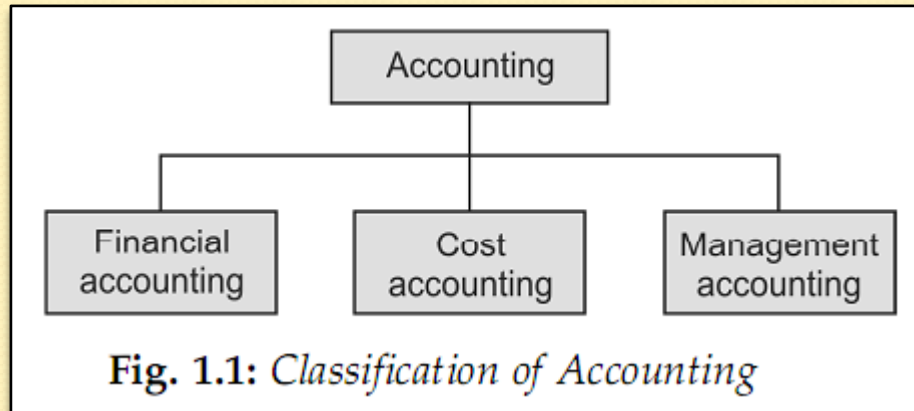 Accounting
Financial
accounting
Cost
accounting
Management
accounting
Fig. 1.1: Classification of Accounting